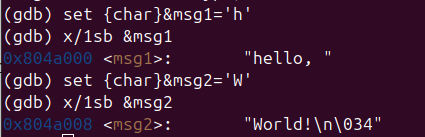 (gdb) set {char}&msg1='h'
(gdb) x/1sb &msg1
0x804a000 <msg1>:        "hello, "
(gdb) set {char}&msg2='W'
(gdb) x/1sb &msg2
0x804a008 <msg2>:        "World!\n\034"